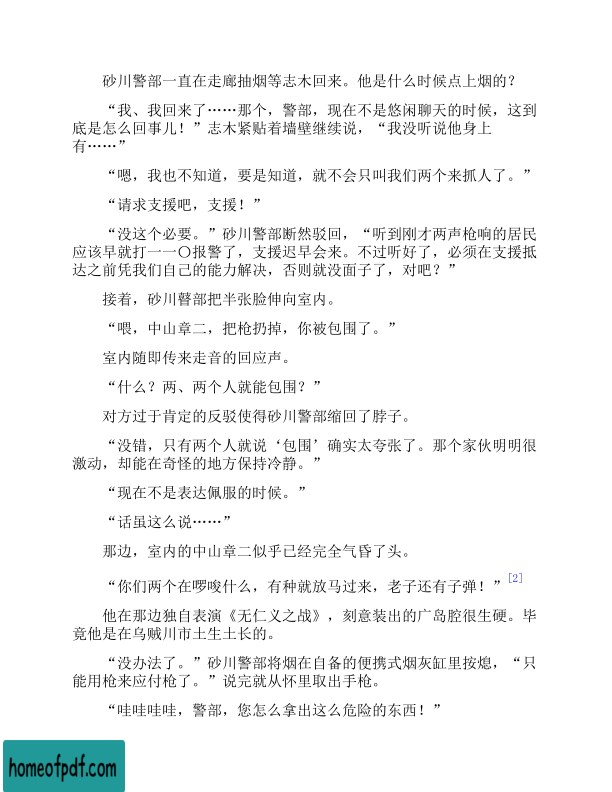 砂川警部一直在走廊抽烟等志木回来。他是什么时候点上烟的？
“我、我回来了……那个，警部，现在不是悠闲聊天的时候，这到
底是怎么回事儿！”志木紧贴着墙壁继续说，“我没听说他身上
有……”
“嗯，我也不知道，要是知道，就不会只叫我们两个来抓人了。”
“请求支援吧，支援！”
“没这个必要。”砂川警部断然驳回，“听到刚才两声枪响的居民
应该早就打一一〇报警了，支援迟早会来。不过听好了，必须在支援抵
达之前凭我们自己的能力解决，否则就没面子了，对吧？”
接着，砂川瞽部把半张脸伸向室内。
“喂，中山章二，把枪扔掉，你被包围了。”
室内随即传来走音的回应声。
“什么？两、两个人就能包围？”
对方过于肯定的反驳使得砂川警部缩回了脖子。
“没错，只有两个人就说‘包围’确实太夸张了。那个家伙明明很
激动，却能在奇怪的地方保持冷静。”
“现在不是表达佩服的时候。”
“话虽这么说……”
那边，室内的中山章二似乎已经完全气昏了头。
“你们两个在啰唆什么，有种就放马过来，老子还有子弹！”[2]
他在那边独自表演《无仁义之战》，刻意装出的广岛腔很生硬。毕
竟他是在乌贼川市土生土长的。
“没办法了。”砂川警部将烟在自备的便携式烟灰缸里按熄，“只
能用枪来应付枪了。”说完就从怀里取出手枪。
“哇哇哇哇，警部，您怎么拿出这么危险的东西！”
homeofpdf.com